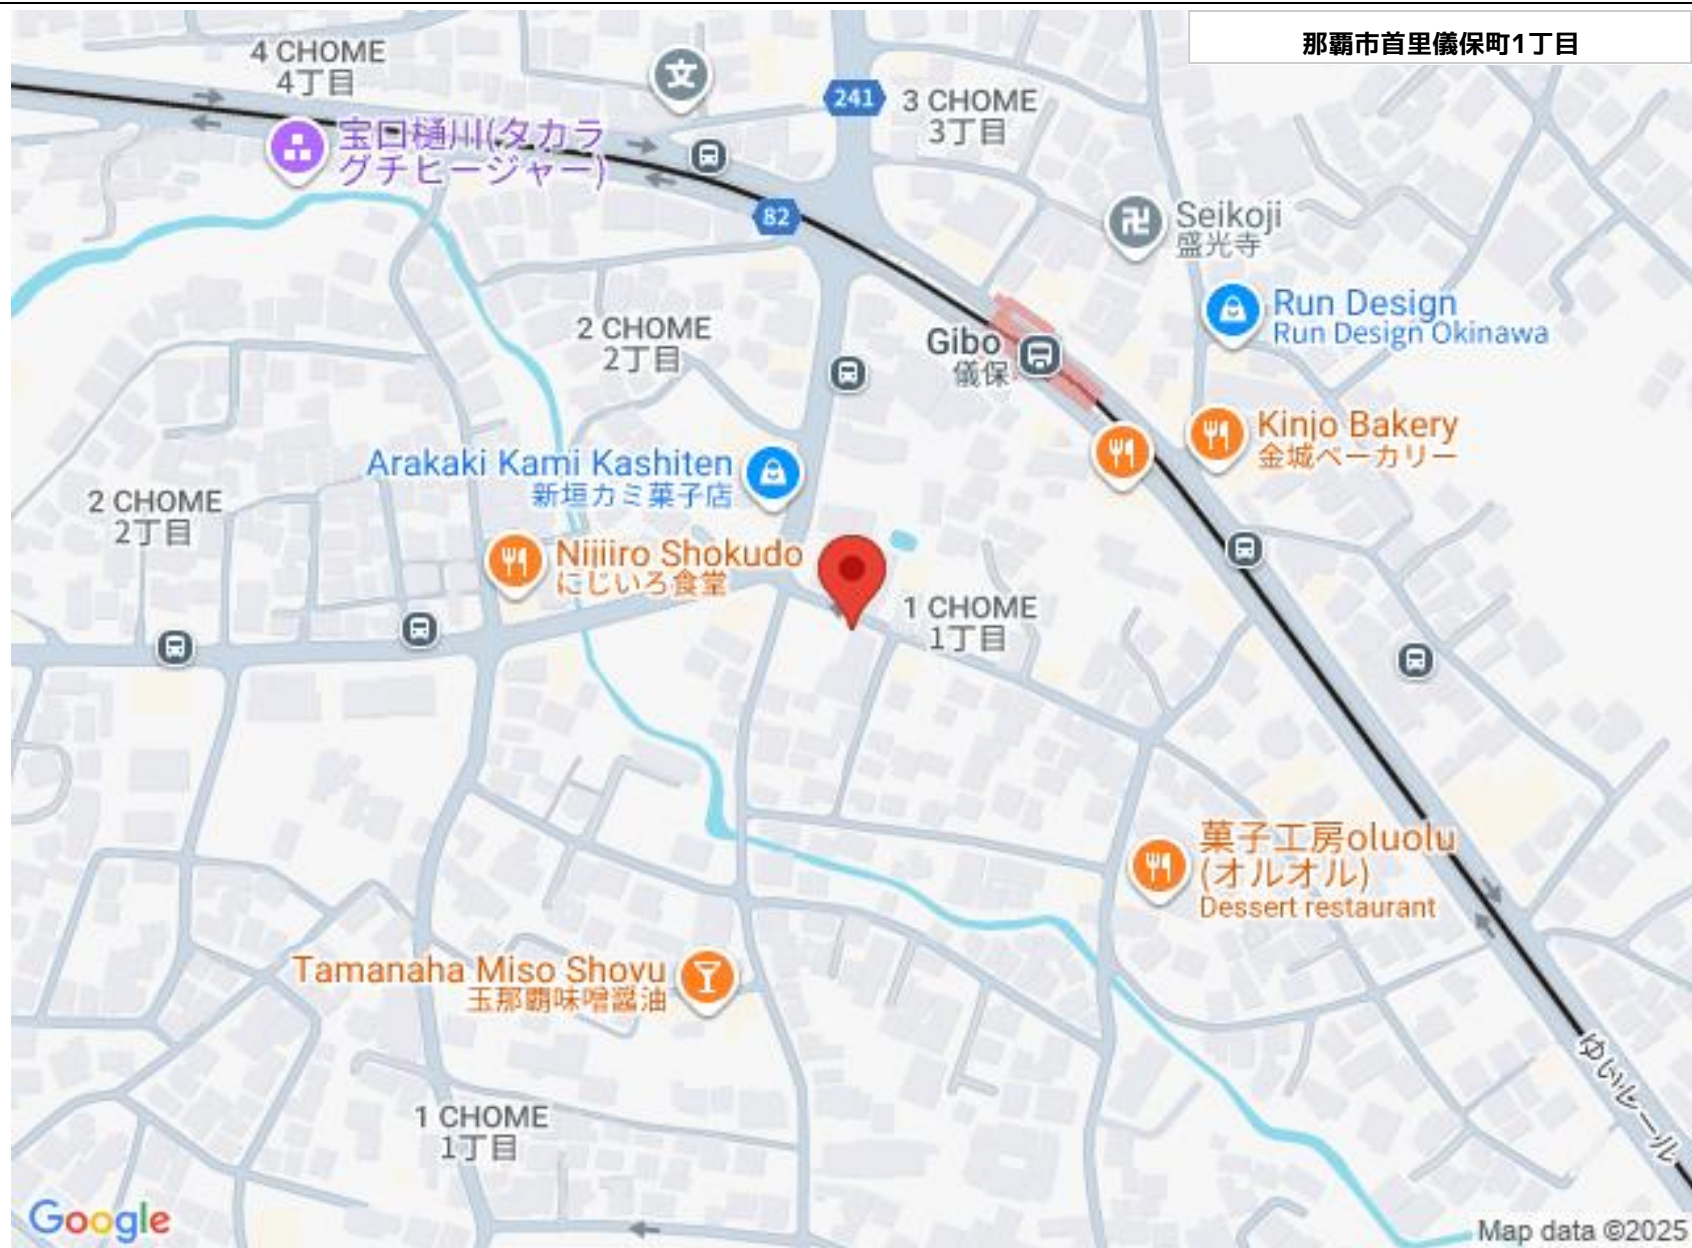 那覇市首里儀保町1丁目
4 CHOME
4丁目
文
241
3 CHOME
3丁目
宝口樋川(タカラ
グチヒージャー)
82
卍
Seikoji
盛光寺
Run Design
Run Design Okinawa
2 CHOME
2丁目
Gibo
儀保
Kinjo Bakery
金城ベーカリー
Arakaki Kami Kashiten
新垣カミ菓子店
2 CHOME
2丁目
Nijiiro Shokudo
にじいろ食堂
1 CHOME
1丁目
菓子工房oluolu
(オルオル)
Dessert restaurant
Tamanaha Miso Shoyu
玉那覇味噌醤油
ゆいレール
1 CHOME
1丁目
Google
Map data ©2025